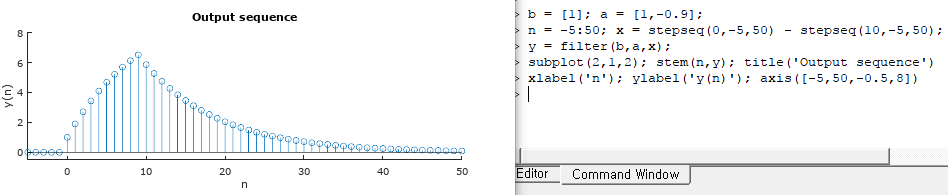 Output sequence
8
6
4
2
0
y(n)
0 10 20 30 40 50
n
> b = [1]; a = [1,-0.9];
> n = -5:50; x = stepseq(0,-5,50) - stepseq(10,-5,50);
> y = filter(b,a,x);
> subplot(2,1,2); stem(n,y); title('Output sequence')
> xlabel('n'); ylabel('y(n)'); axis([-5,50,-0.5,8])
>
Editor Command Window